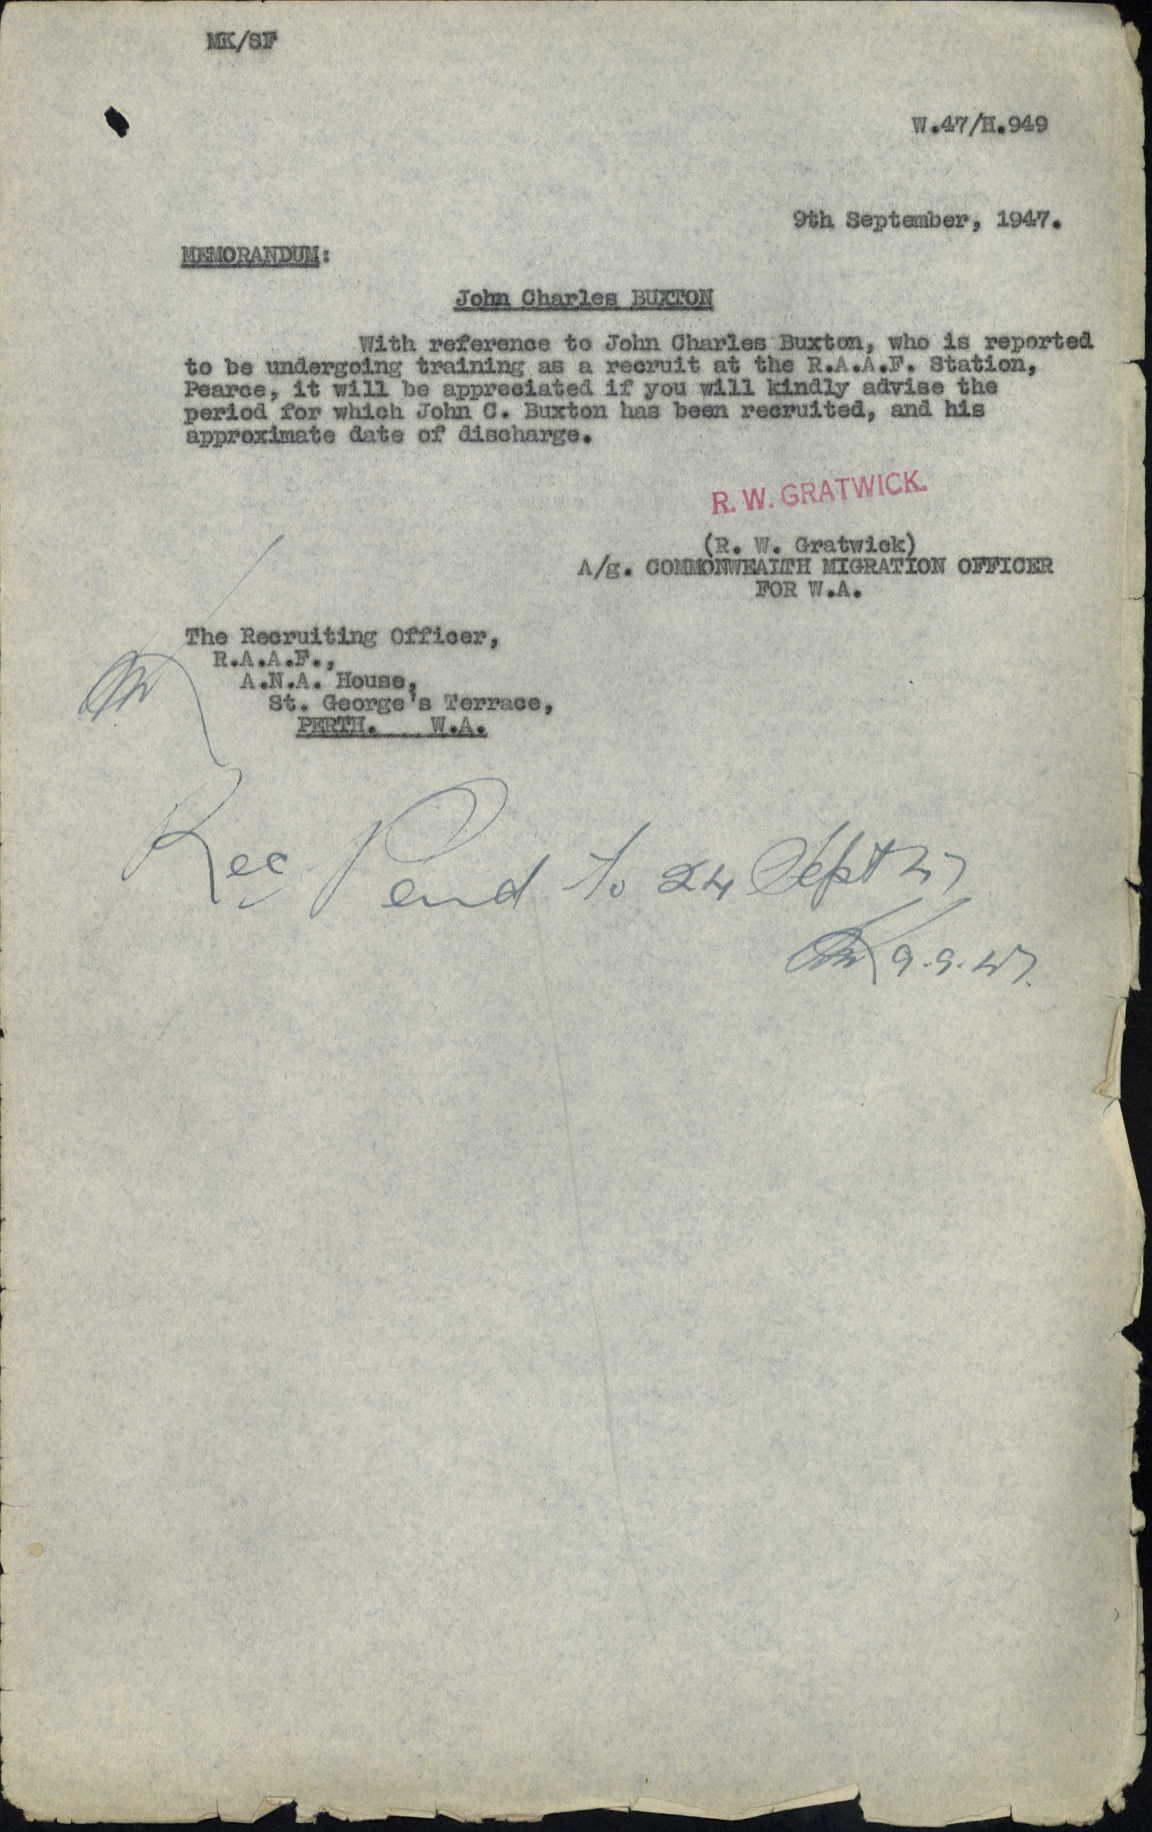 MK/SF
W.47/H.949
9th September, 1947.
MEMORANDUM:
John Charles BUXTON
With reference to John Charles Buxton, who is reported
to be undergoing training as a recruit at the R.A.A.F. Station,
Pearce, it will be appreciated if you will kindly advise the
period for which John C. Buxton has been recruited, and his
approximate date of discharge.
R. W. GRATWICK.
(R. W. Gratwick)
A/g. COMMONWEALTH MIGRATION OFFICER
FOR W.A.
The Recruiting Officer,
R.A.A.F.,
A.N.A. House,
St. George's Terrace,
PERTH. W.A.
Rec Pend to 24 Sept 47
9.9.47.